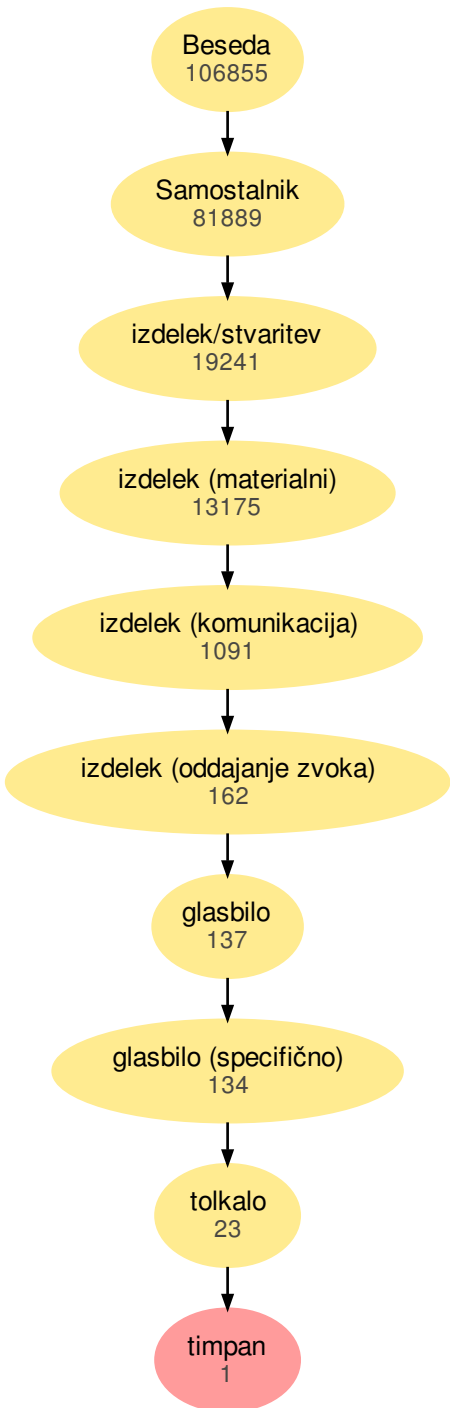 Beseda
106855
Samostalnik
81889
izdelek/stvaritev
19241
izdelek (materialni)
13175
izdelek (komunikacija)
1091
izdelek (oddajanje zvoka)
162
glasbilo
137
glasbilo (specifično)
134
tolkalo
23
timpan
1